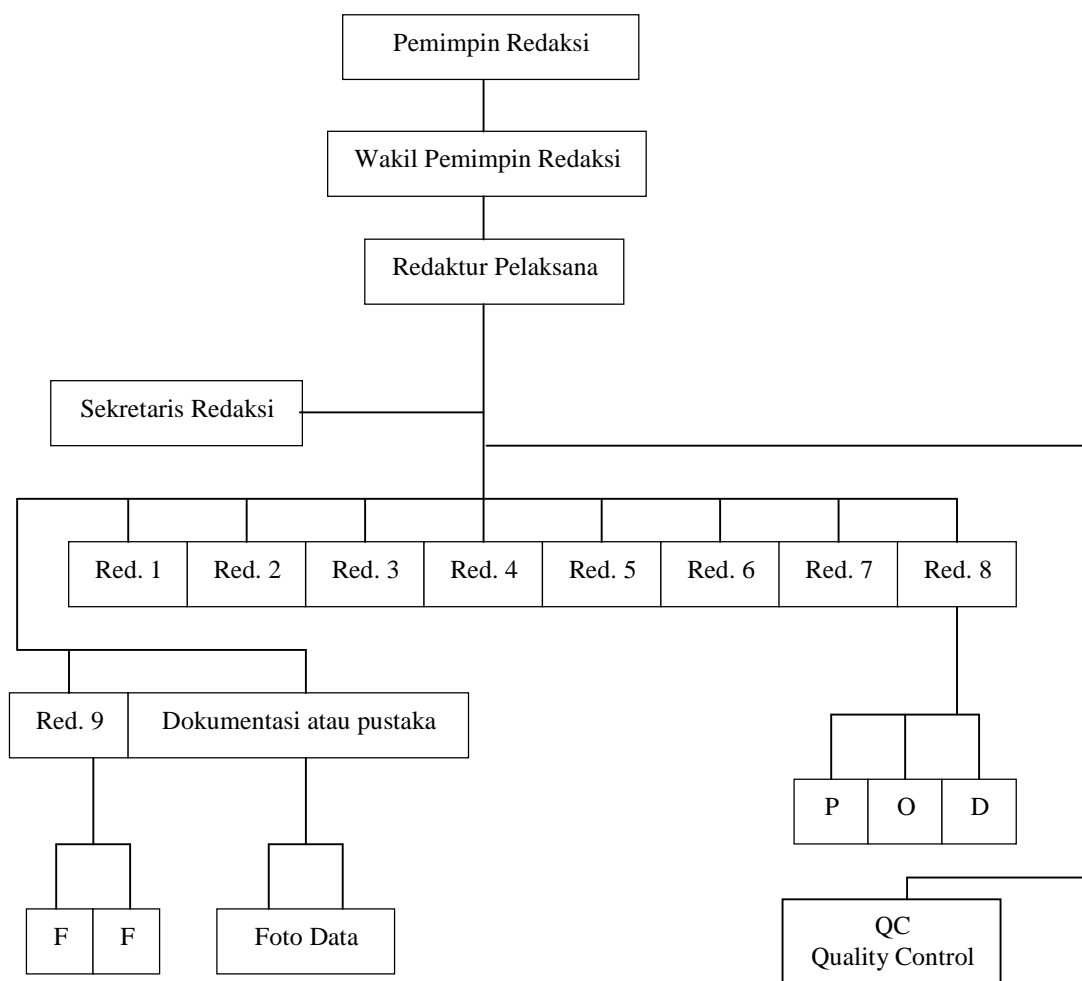 Pemimpin Redaksi
Wakil Pemimpin Redaksi
Redaktur Pelaksana
Sekretaris Redaksi
Red. 1
Red. 2
Red. 3
Red. 4
Red. 5
Red. 6
Red. 7
Red. 8
Red. 9
Dokumentasi atau pustaka
P
O
D
F
F
Foto Data
QC
Quality Control